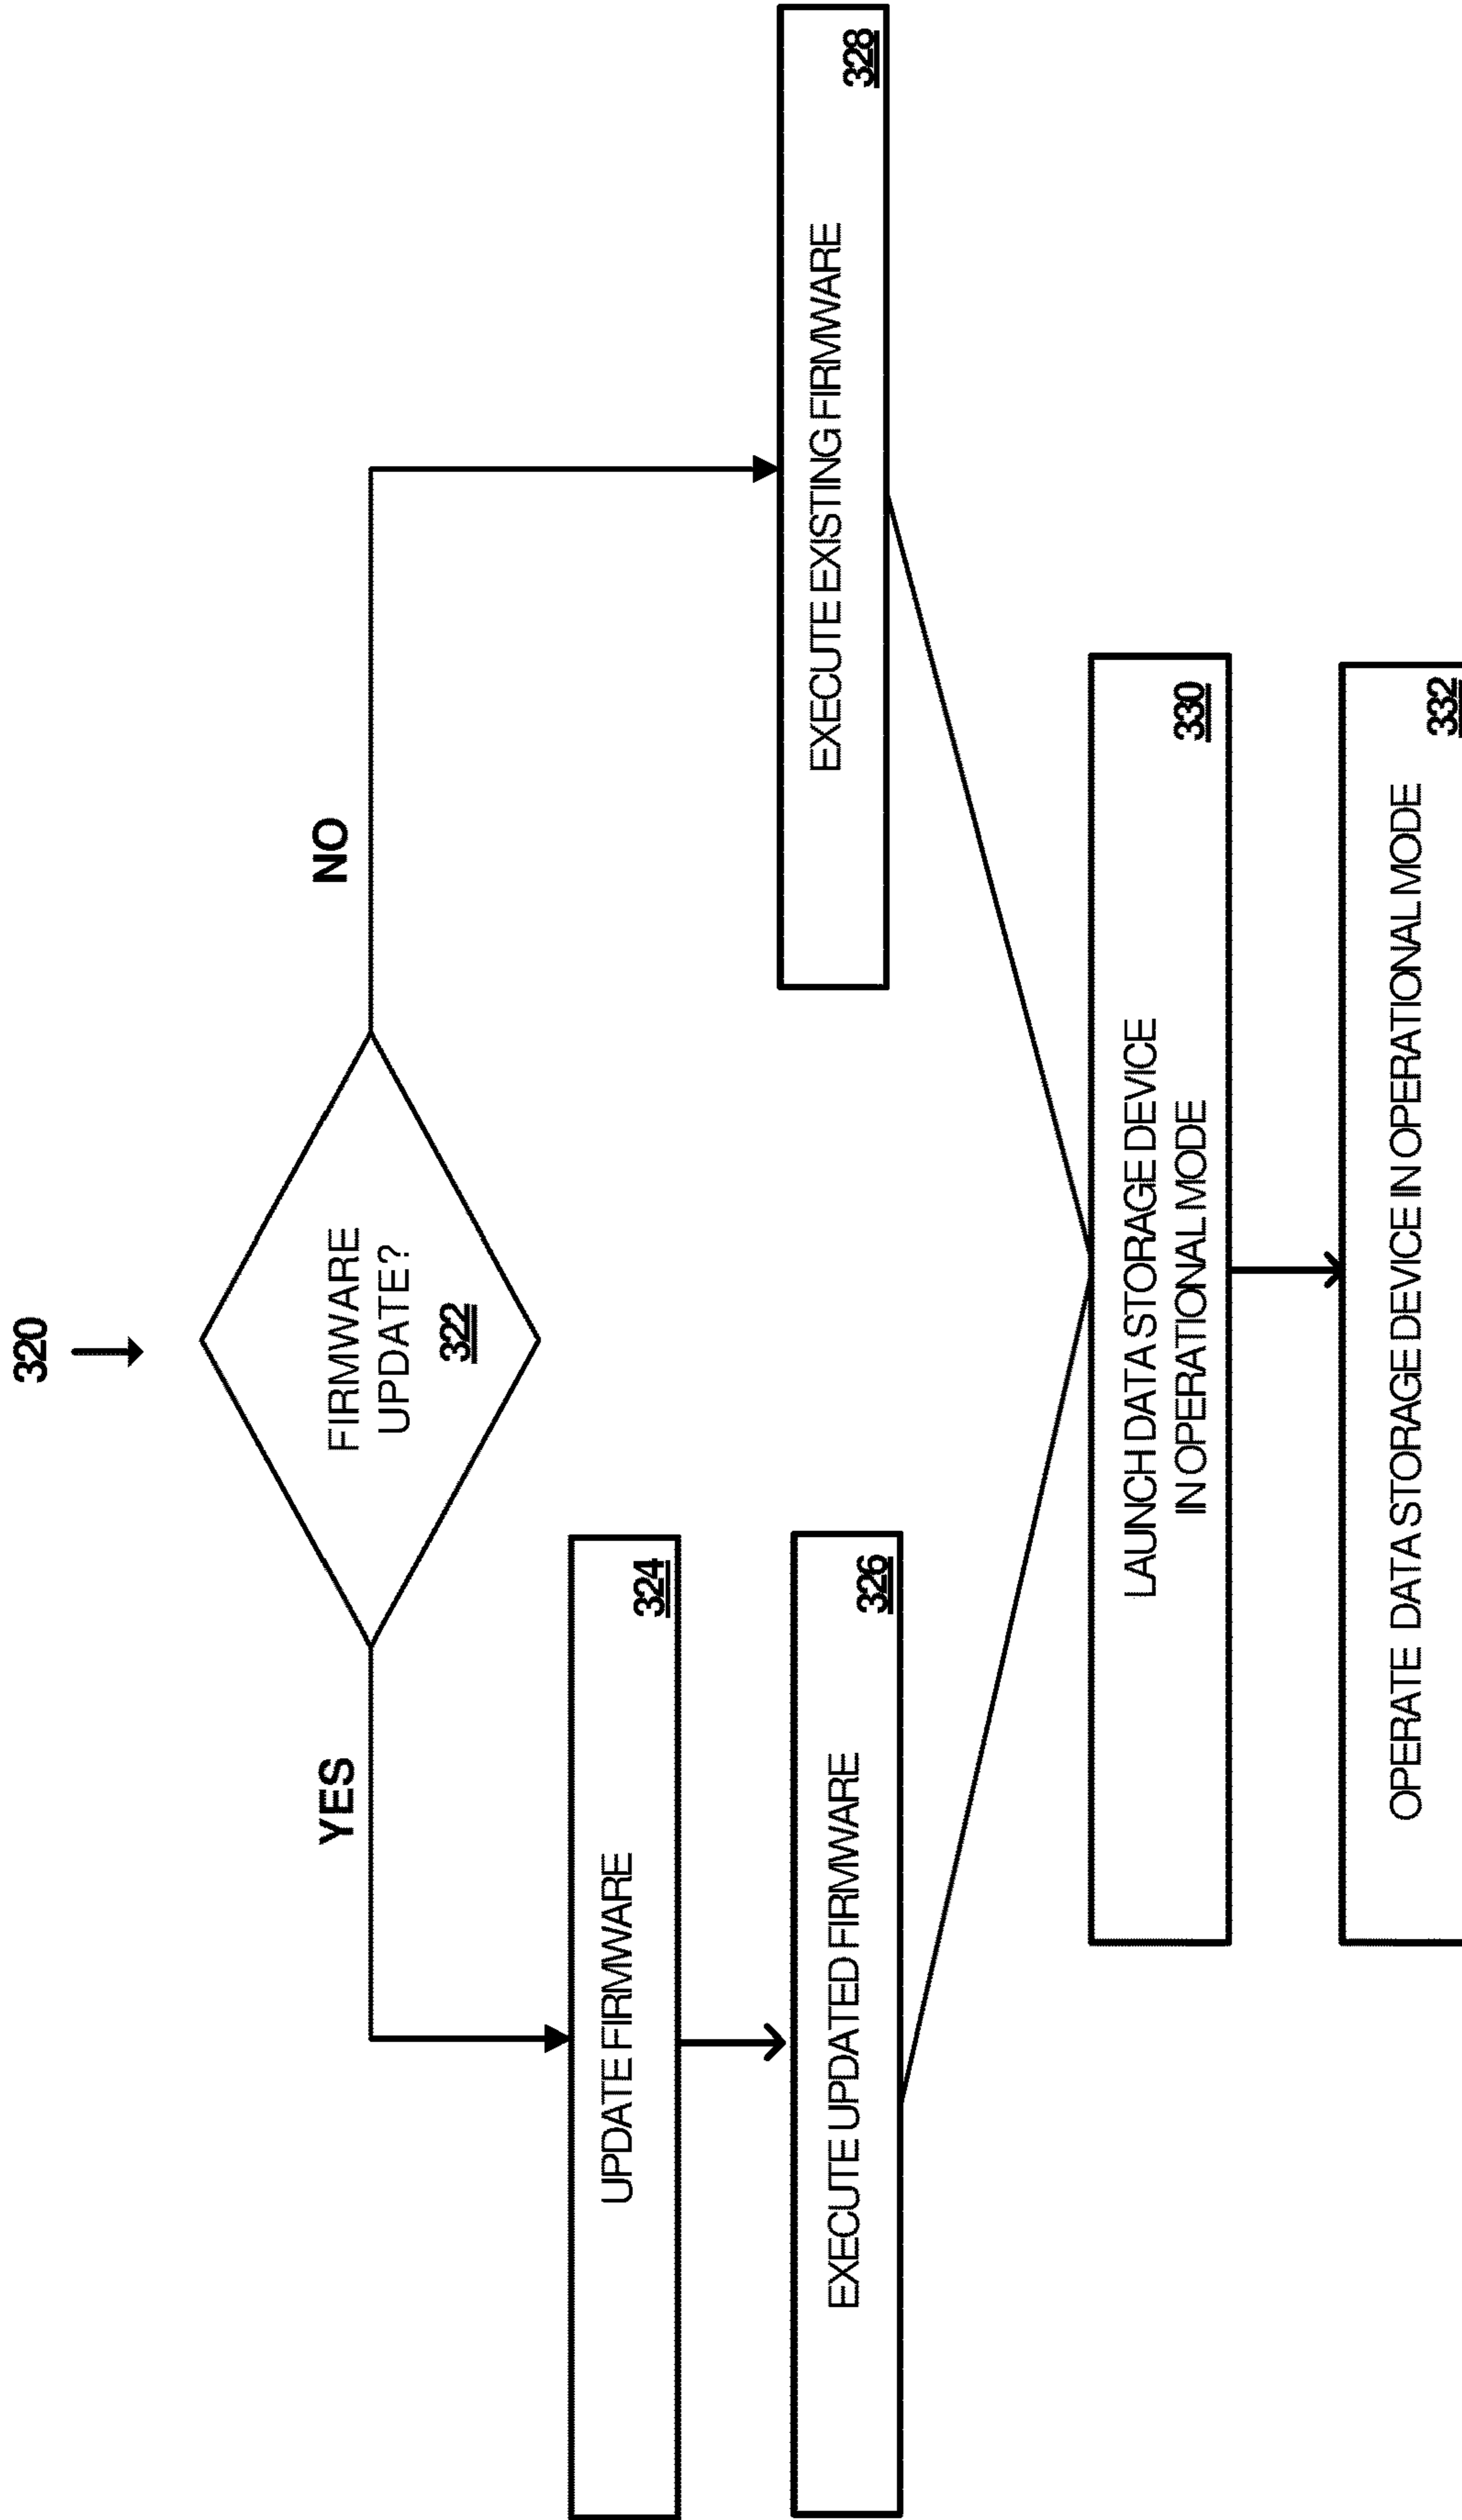 320
FIRMWARE
UPDATE?
322
YES
NO
UPDATE FIRMWARE
324
EXECUTE UPDATED FIRMWARE
326
EXECUTE EXISTING FIRMWARE
328
LAUNCH DATA STORAGE DEVICE
IN OPERATIONAL MODE
330
OPERATE DATA STORAGE DEVICE IN OPERATIONAL MODE
332